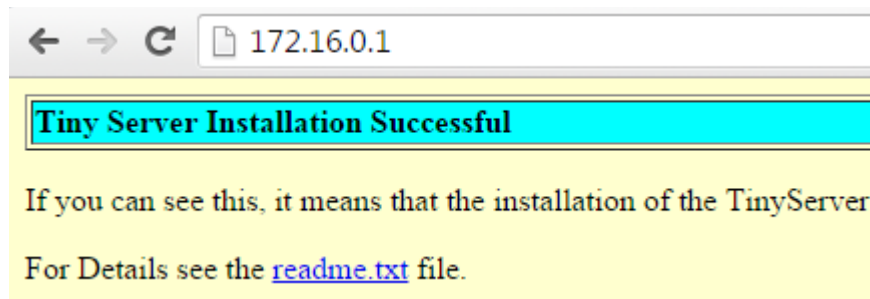 172.16.0.1
Tiny Server Installation Successful
If you can see this, it means that the installation of the TinyServer
For Details see the readme.txt file.